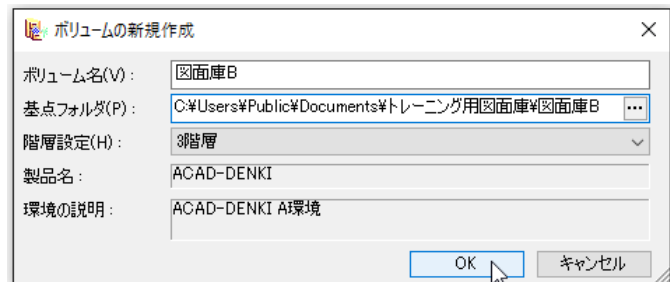 ボリュームの新規作成
ボリューム名(V) : 図面庫B
基点フォルダ(P) : C:¥Users¥Public¥Documents¥トレーニング用図面庫¥図面庫B ...
階層設定(H) : 3階層
製品名 : ACAD-DENKI
環境の説明 : ACAD-DENKI A環境
OK キャンセル